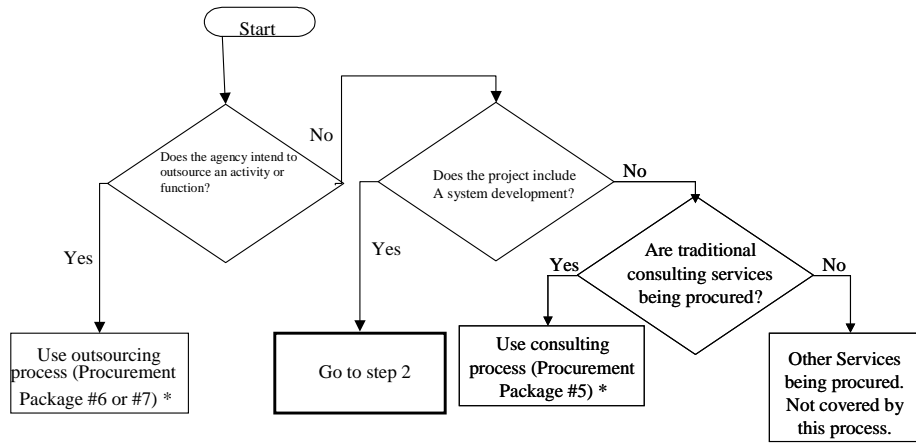 Start
No
Does the agency intend to
outsource an activity or
function?
Does the project include
A system development?
No
Yes
Yes
Are traditional
consulting services
being procured?
Yes
No
Use outsourcing
process (Procurement
Package #6 or #7) *
Go to step 2
Use consulting
process (Procurement
Package #5) *
Other Services
being procured.
Not covered by
this process.